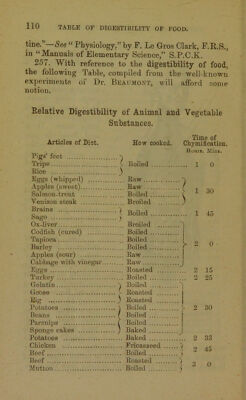 110 TABLE OF DIGESTIBILITY OF FOOD.
tine."—See "Physiology," by F. Le Gros Clark, F.R.S.,
in "Manuals of Elementary Science," S.P.C.K.
257. With reference to the digestibility of food,
the following Table, compiled from the well-known
experiments of Dr. BEAUMONT, will afford some
notion.
Relative Digestibility of Animal and Vegetable
Substances.
Articles of Diet. How cooked. Time of Chymification.
Hours. Mins.
Pigs' feet
Tripe Boiled 1 0
Rice
Eggs (whipped) Raw
Apples (sweet) Raw 1 30
Salmon-trout Boiled
Venison steak Broiled
Brains Boiled 1 45
Sago
Ox-liver Broiled
Codfish (cured) Boiled
Tapioca Boiled
Barley Boiled 2 0
Apples (sour) Raw
Cabbage with vinegar Raw
Eggs Roasted 2 15
Turkey Boiled 2 25
Gelatin Boiled
Goose Roasted
Pig Roasted
Potatoes Boiled 2 30
Beans Boiled
Parsnips Boiled
Sponge cakes Baked
Potatoes Baked 2 33
Chicken Fricasseed 2 45
Beef Boiled
Beef Roasted 3 0
Mutton Boiled